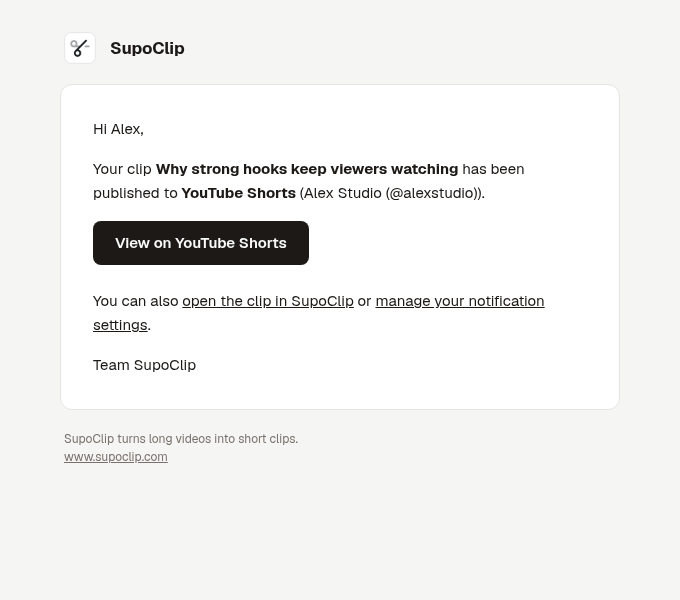 SupoClip
Hi Alex,
Your clip Why strong hooks keep viewers watching has been
published to YouTube Shorts (Alex Studio (@alexstudio)).
View on YouTube Shorts
You can also open the clip in SupoClip or manage your notification
settings.
Team SupoClip
SupoClip turns long videos into short clips.
www.supoclip.com